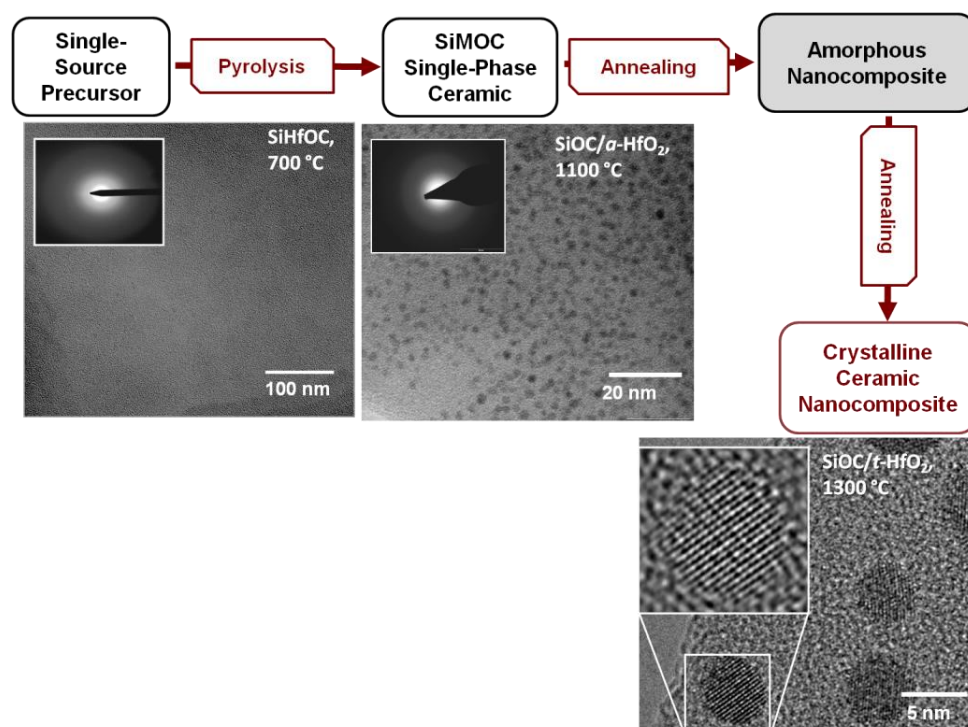 Single-
Source
Precursor
Pyrolysis
SiMOC
Single-Phase
Ceramic
Annealing
Amorphous
Nanocomposite
SiHfOC,
700 °C
100 nm
SiOC/a-HfO₂,
1100 °C
20 nm
Annealing
Crystalline
Ceramic
Nanocomposite
SiOC/t-HfO₂,
1300 °C
5 nm